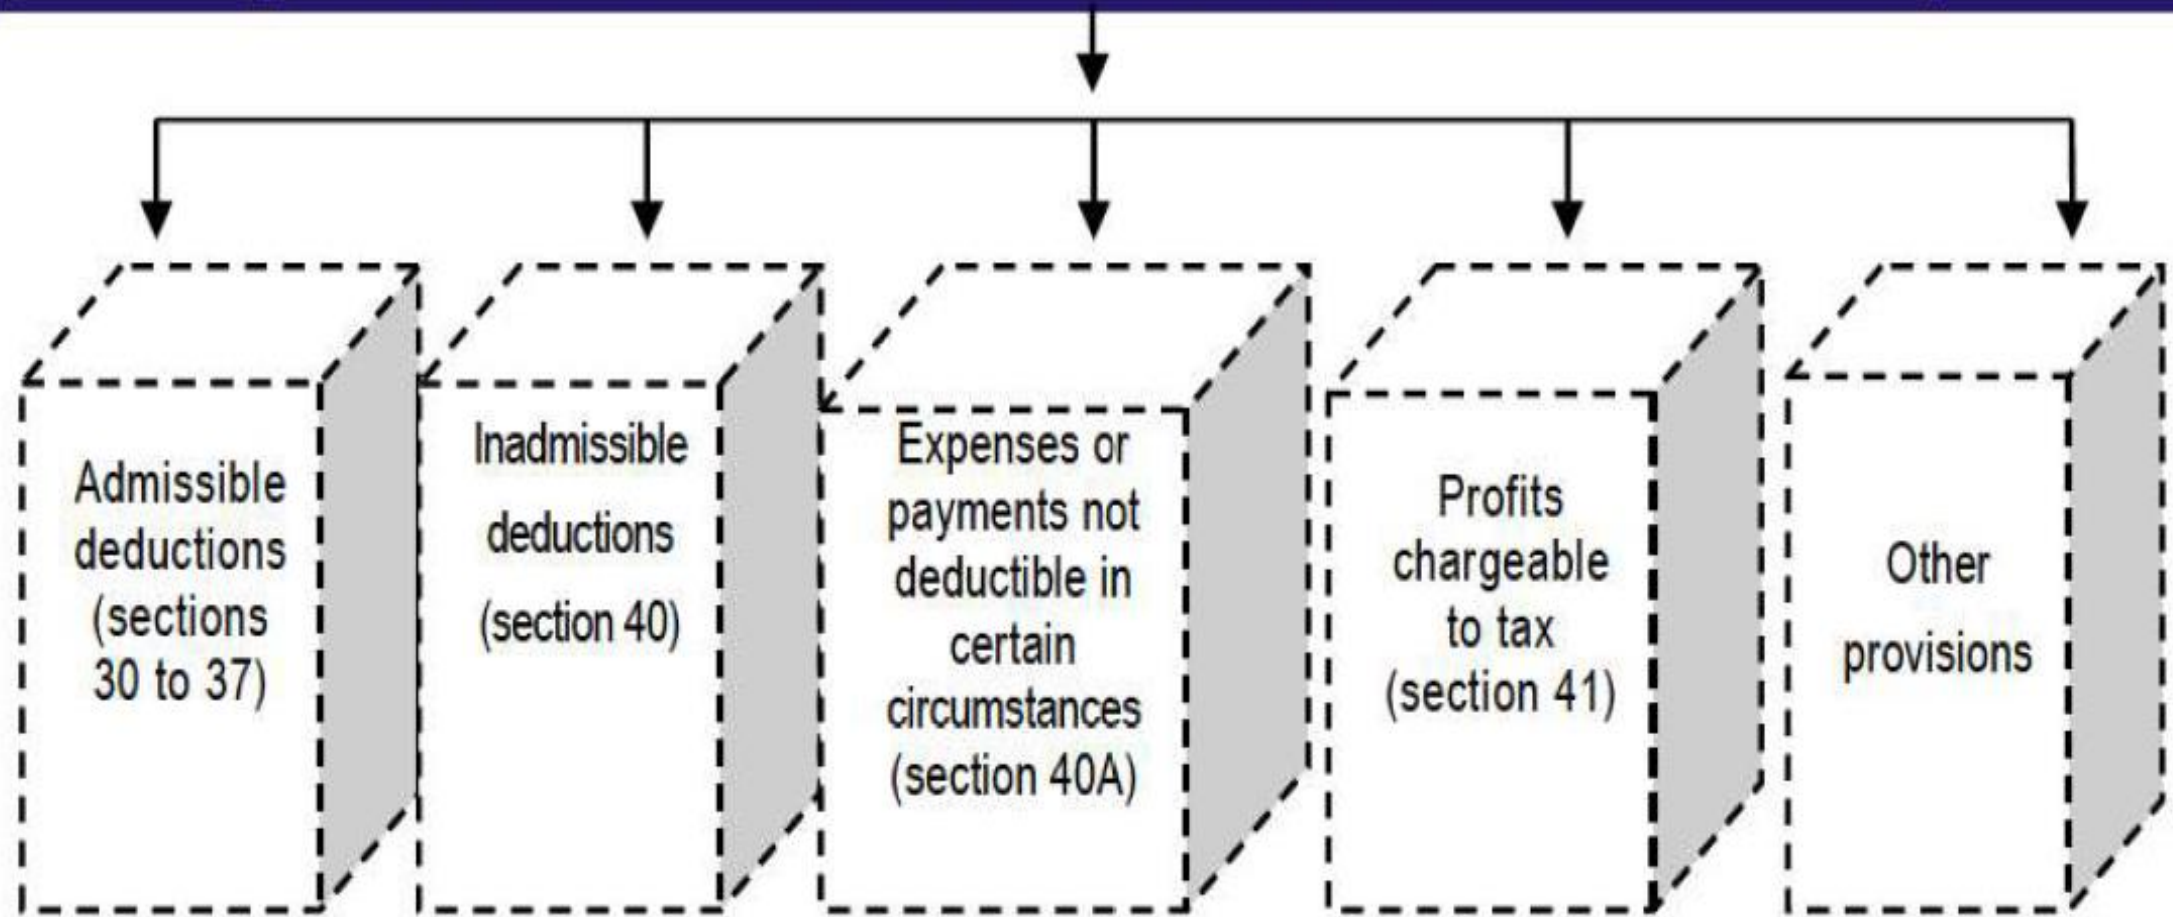 Admissible
deductions
(sections
30 to 37)
Inadmissible
deductions
(section 40)
Expenses or
payments not
deductible in
certain
circumstances
(section 40A)
Profits
chargeable
to tax
(section 41)
Other
provisions